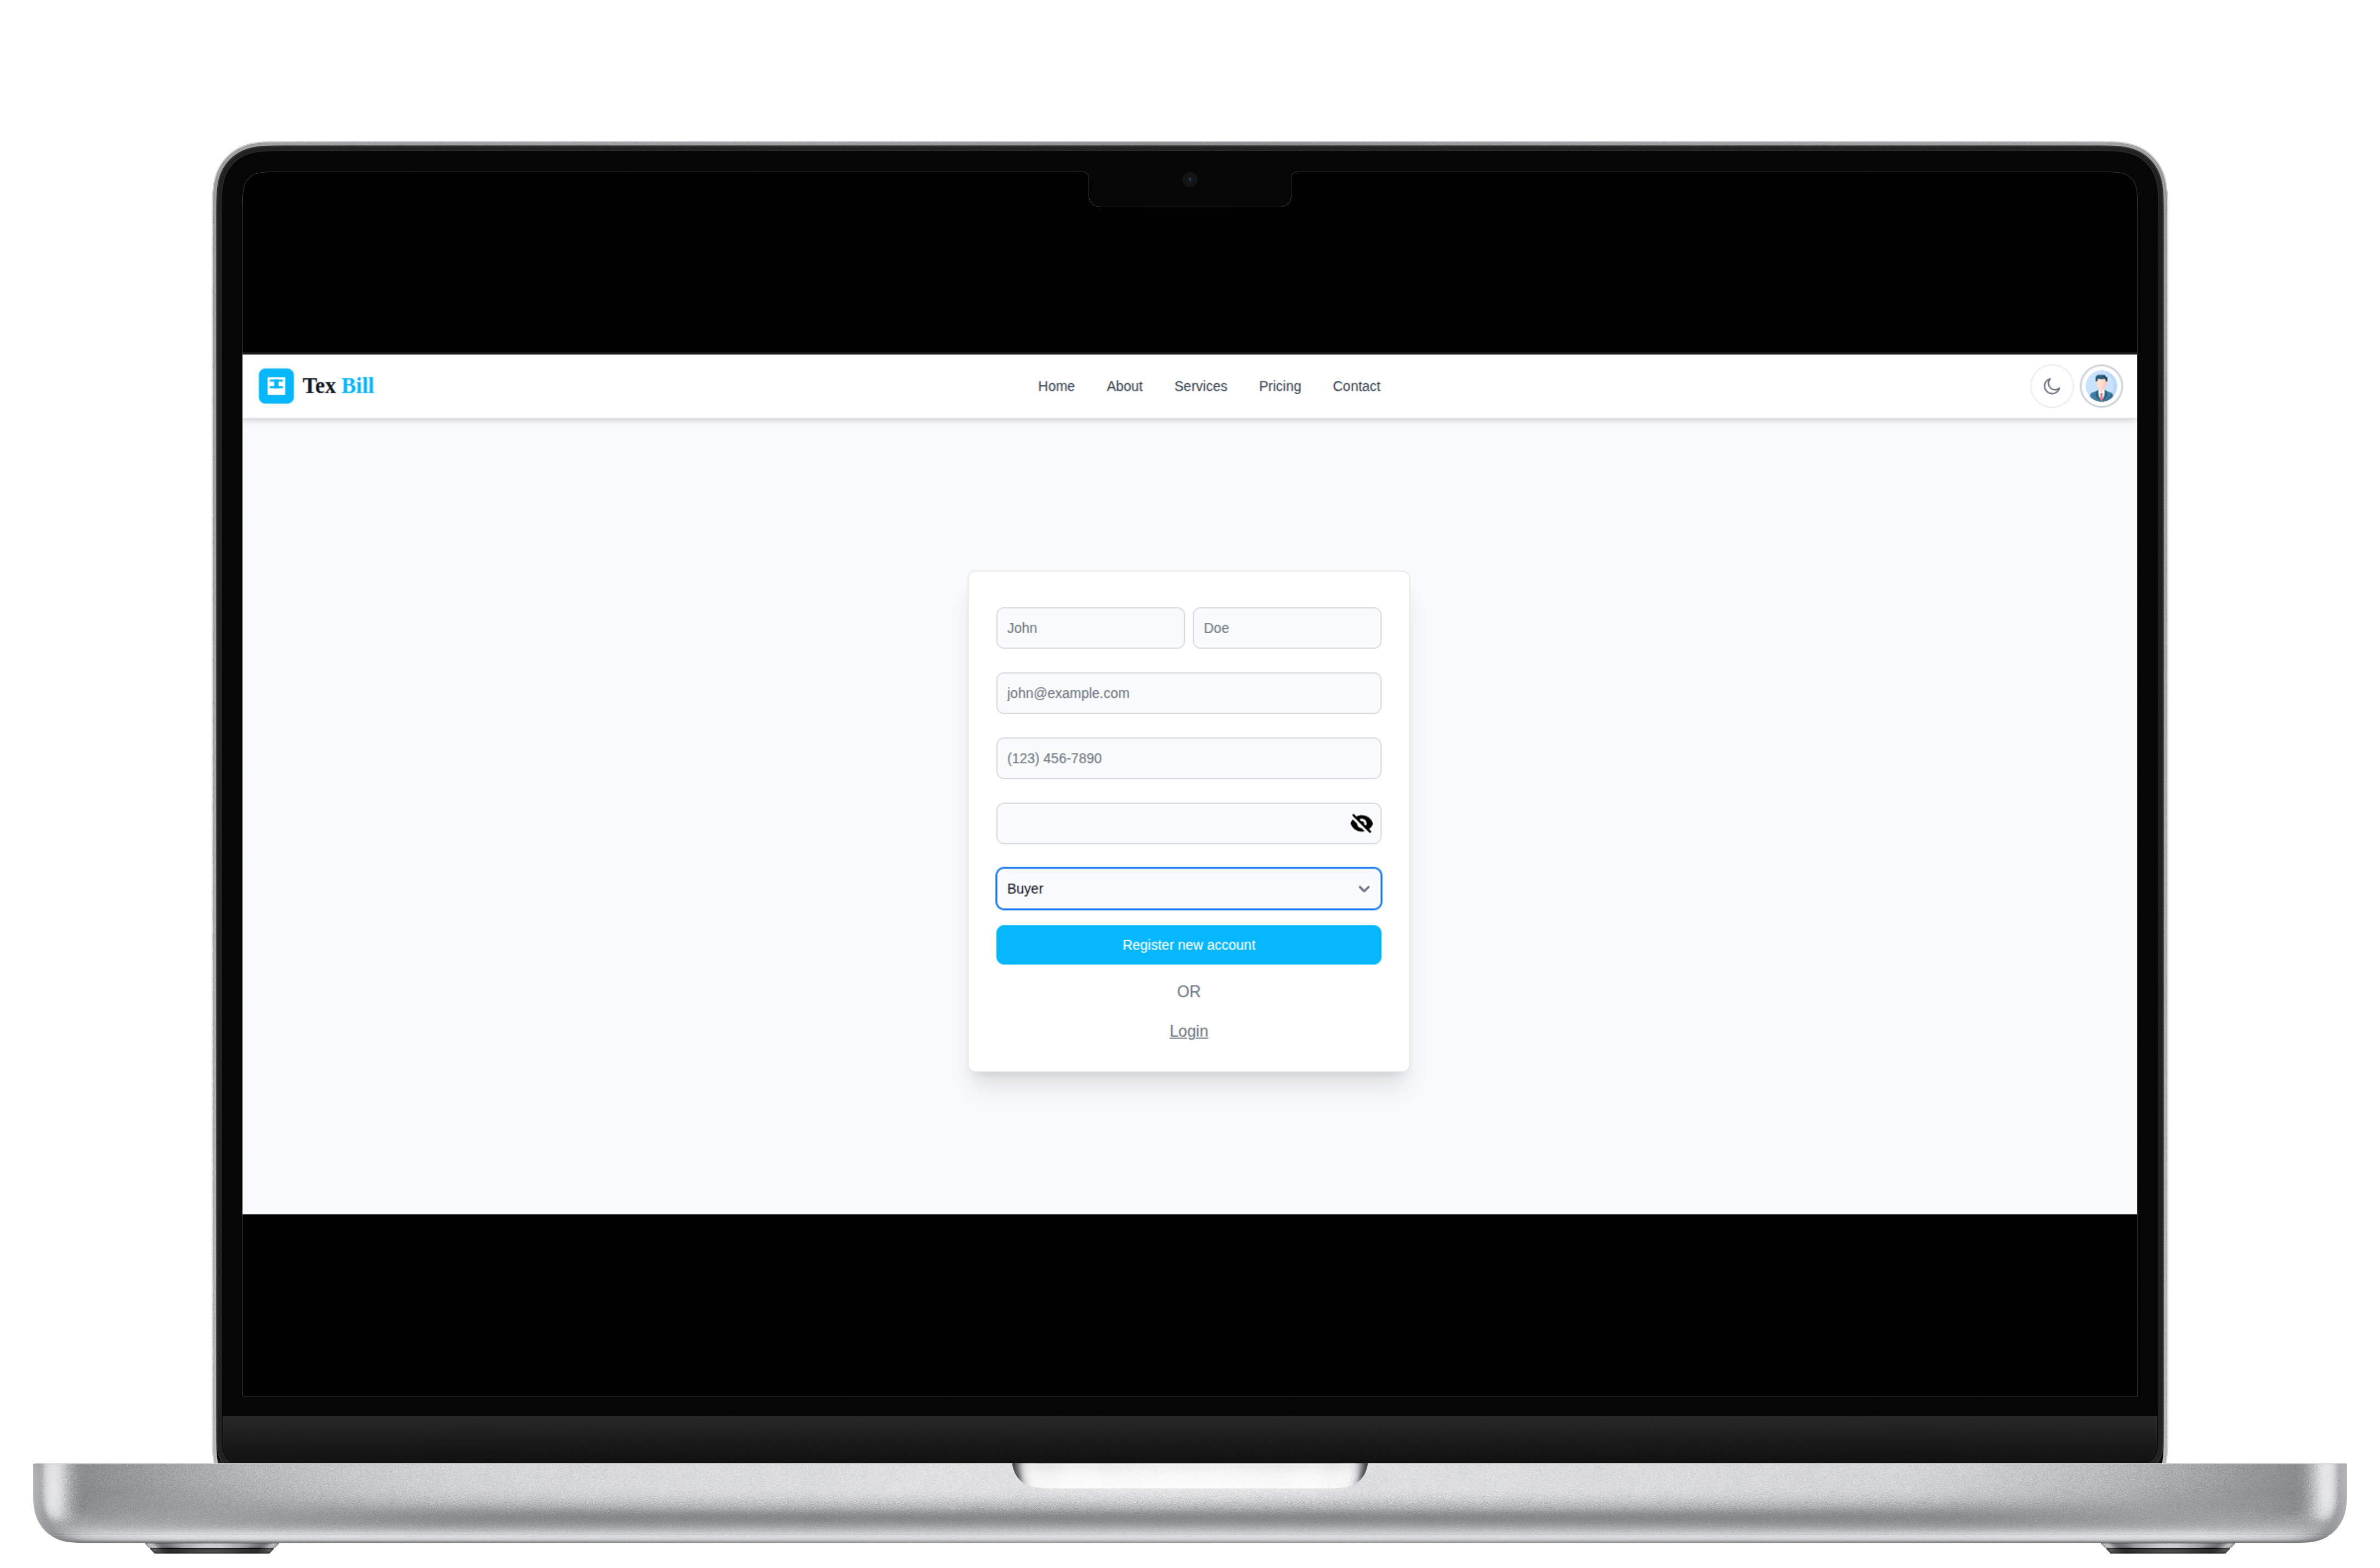 Tex Bill
Home About Services Pricing Contact
John Doe
john@example.com
(123) 456-7890
Buyer
Register new account
OR
Login